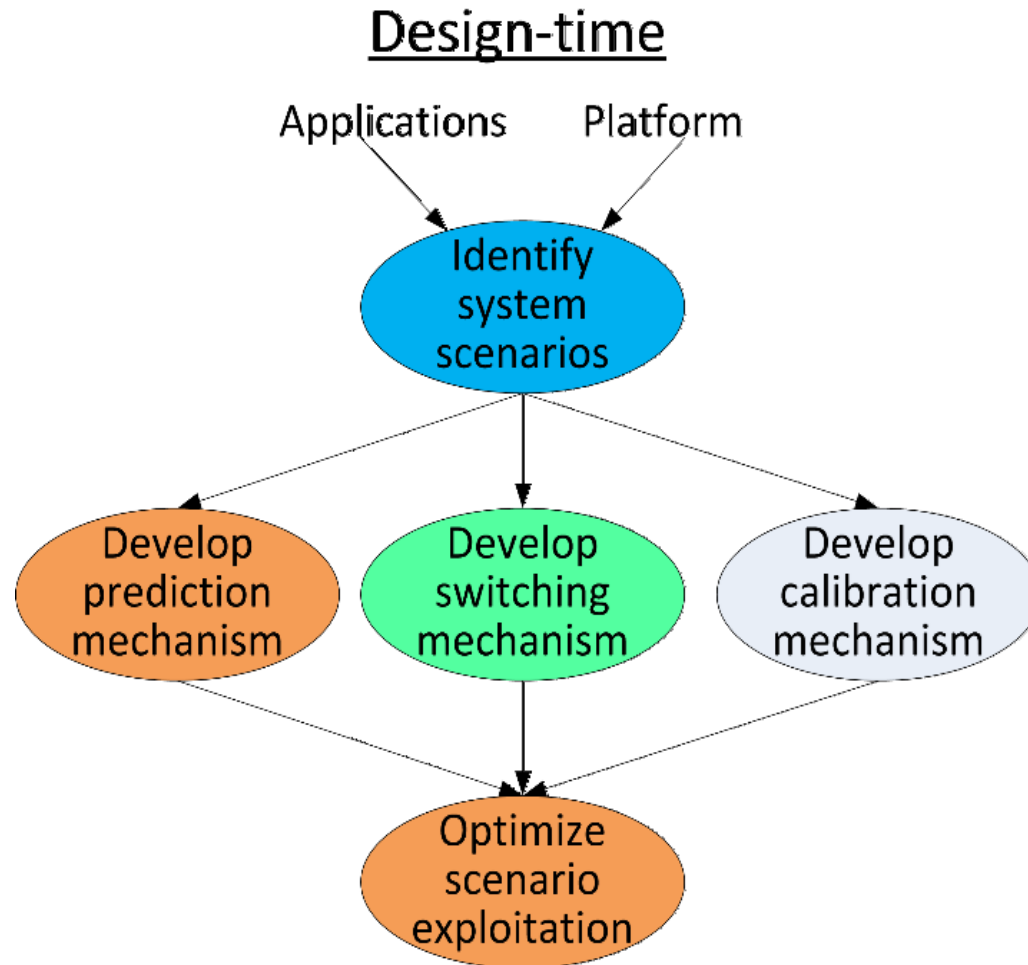 Design-time
Applications Platform
Identify
system
scenarios
Develop
prediction
mechanism
Develop
switching
mechanism
Develop
calibration
mechanism
Optimize
scenario
exploitation